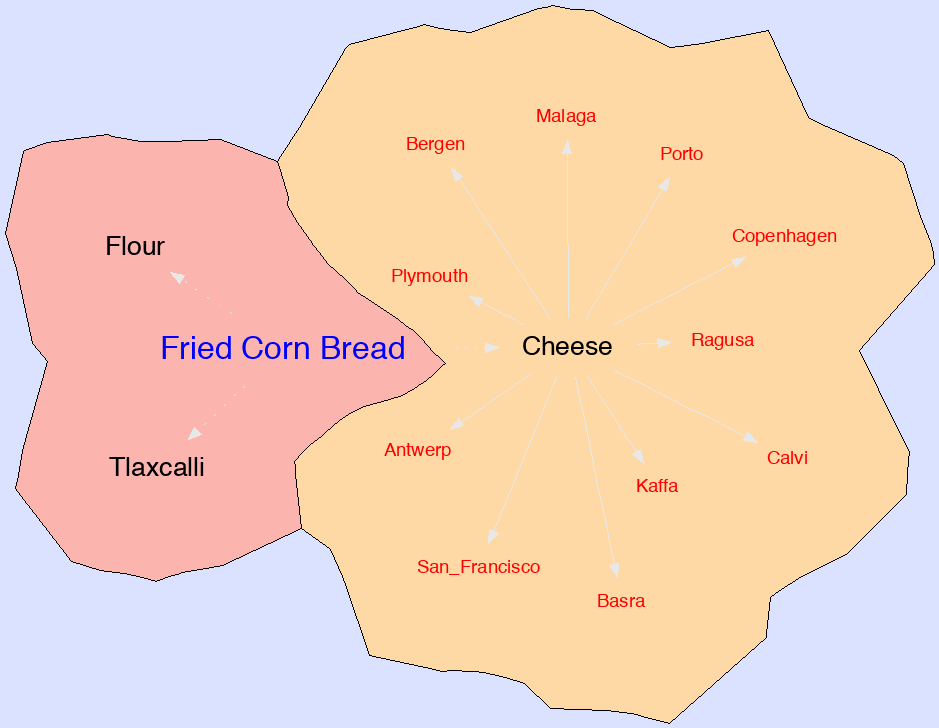 Malaga
Bergen
Porto
Copenhagen
Flour
Plymouth
Ragusa
Fried Corn Bread
Cheese
Antwerp
Calvi
Tlaxcalli
Kaffa
San_Francisco
Basra